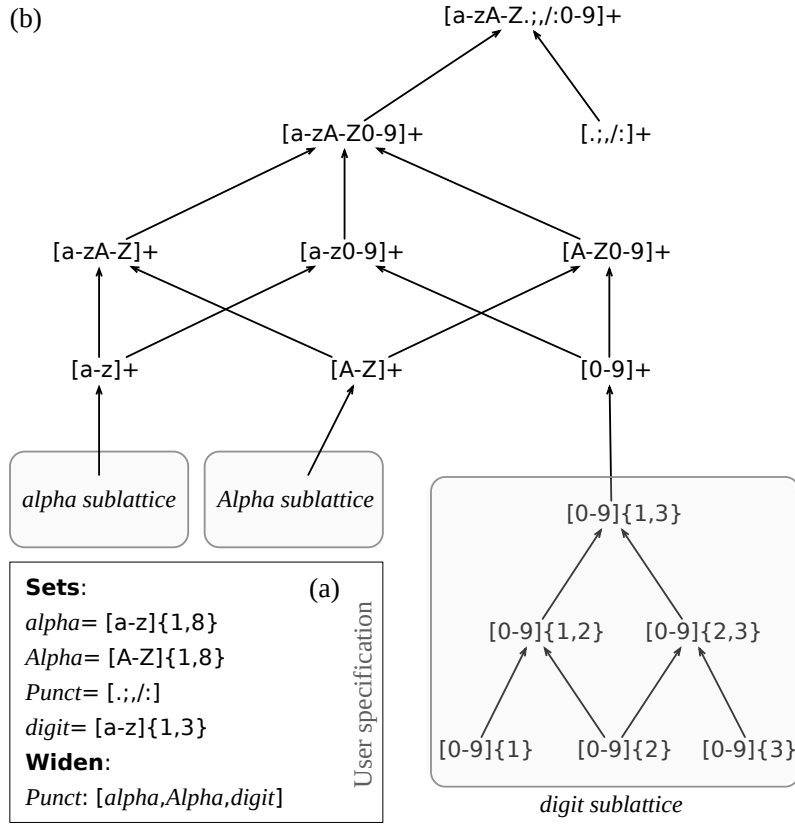 (b)
[a-zA-Z.;,/:0-9]+
[a-zA-Z0-9]+
[.;,/:]+
[a-zA-Z]+
[a-z0-9]+
[A-Z0-9]+
[a-z]+
[A-Z]+
[0-9]+
alpha sublattice
Alpha sublattice
[0-9]{1,3}
[0-9]{1,2}
[0-9]{2,3}
[0-9]{1}
[0-9]{2}
[0-9]{3}
digit sublattice
(a)
Sets:
alpha= [a-z]{1,8}
Alpha= [A-Z]{1,8}
Punct= [.;,/:]
digit= [a-z]{1,3}
Widen:
Punct: [alpha,Alpha,digit]
User specification